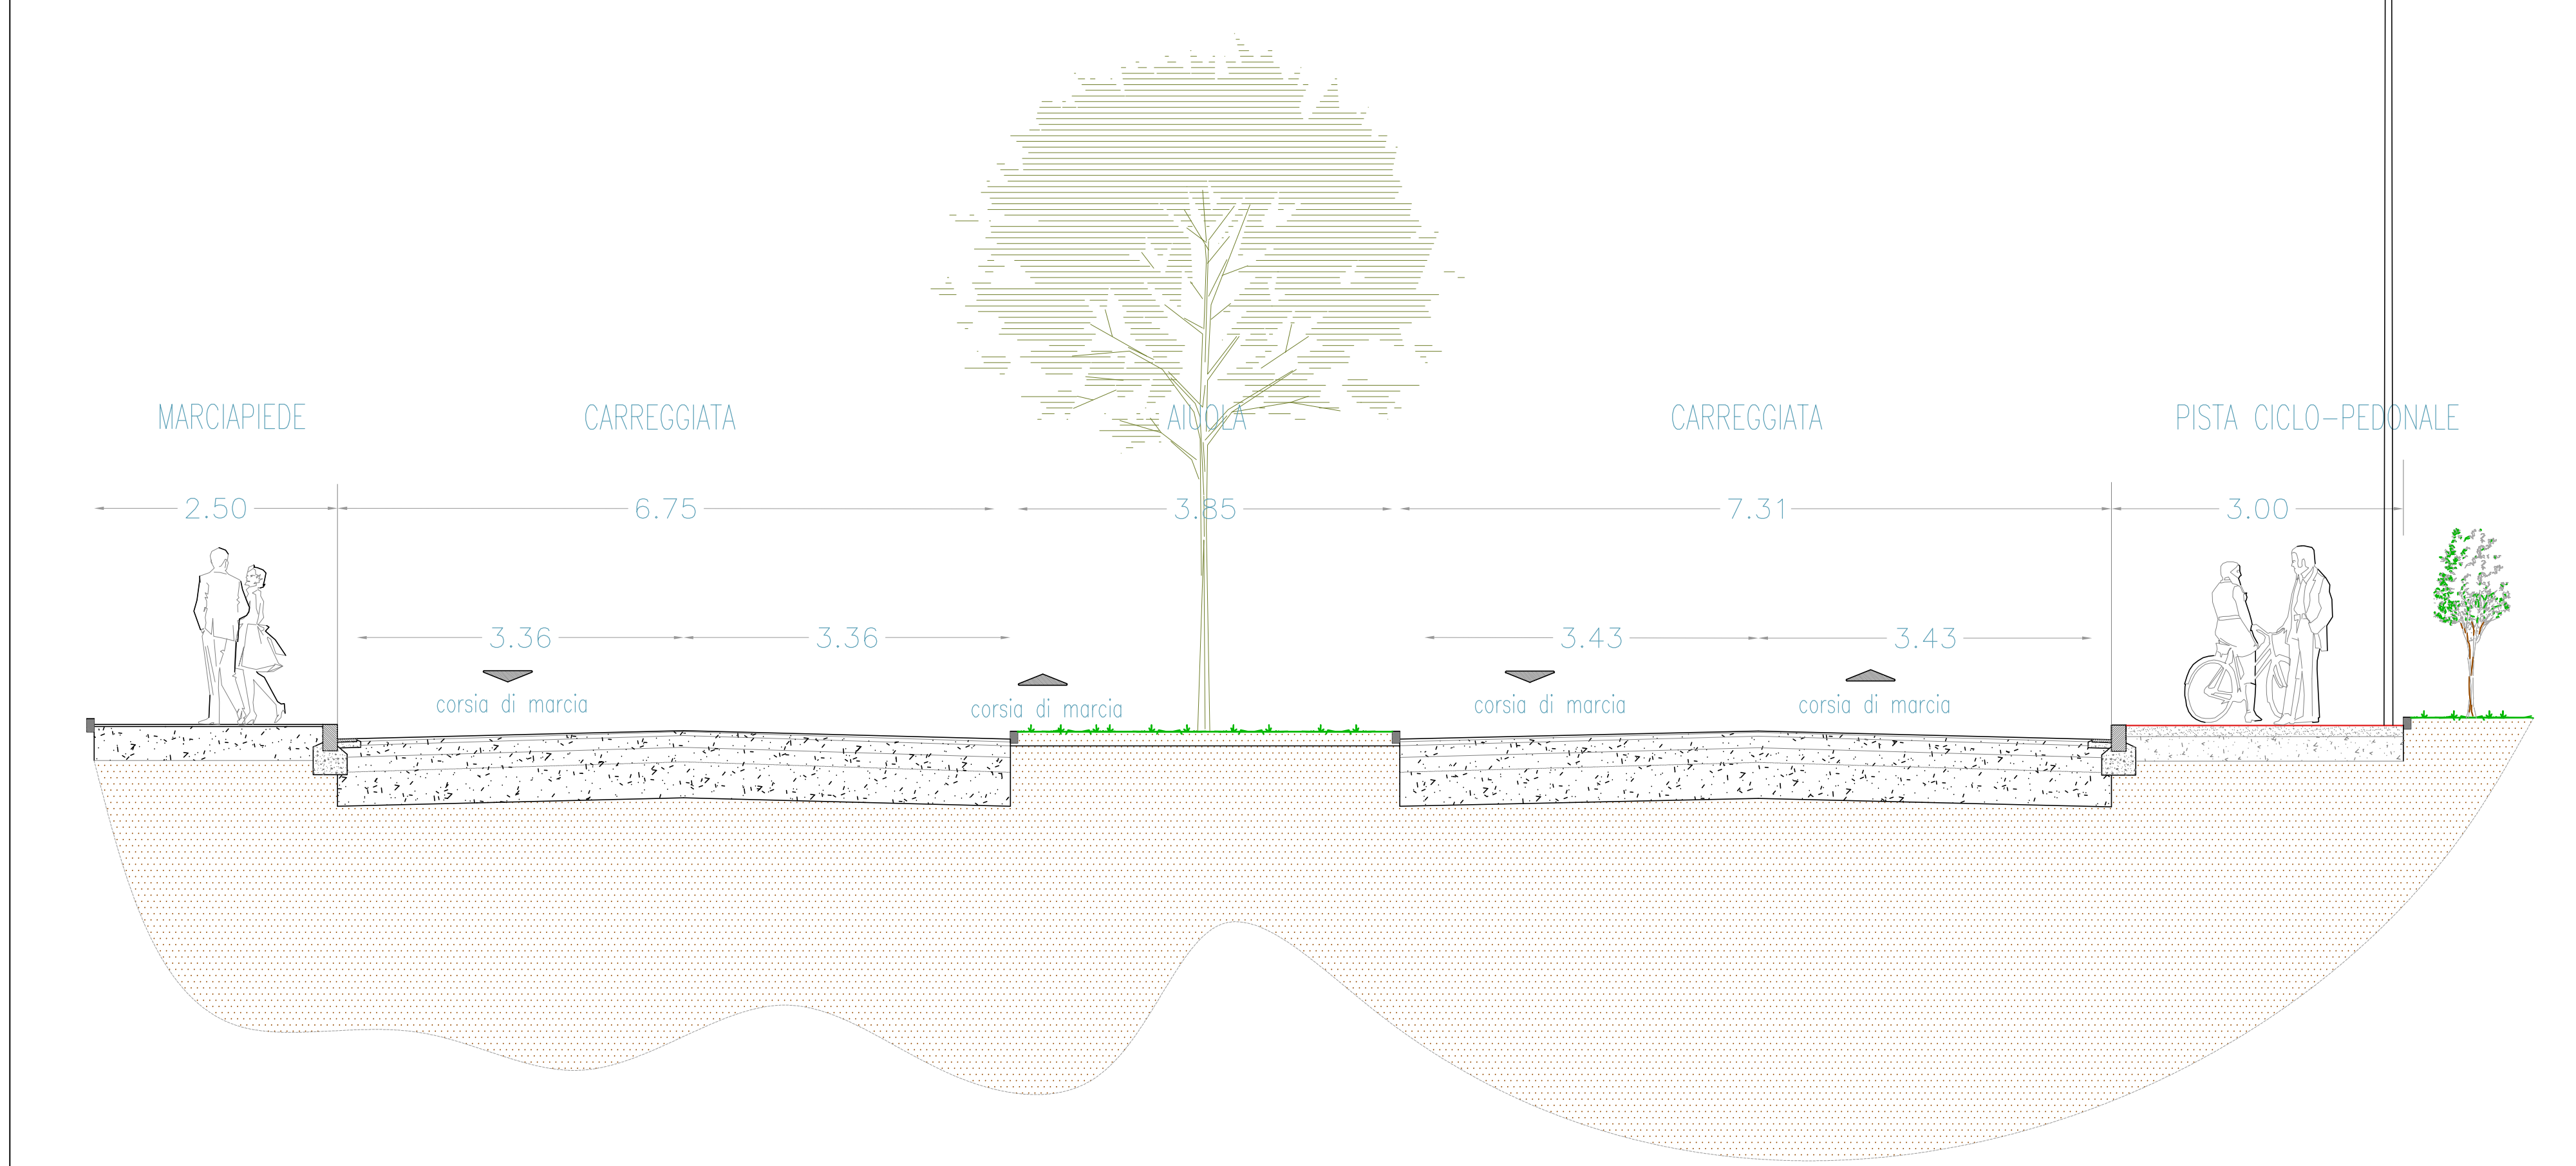 MARCIAPIEDE
CARREGGIATA
AIUOLA
CARREGGIATA
PISTA CICLO-PEDONALE
2.50
6.75
3.85
7.31
3.00
3.36
3.36
3.43
3.43
corsia di marcia
corsia di marcia
corsia di marcia
corsia di marcia